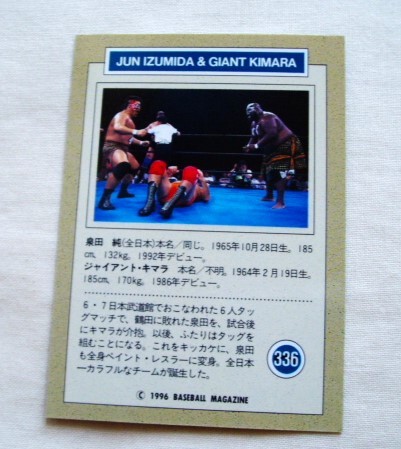 JUN IZUMIDA & GIANT KIMARA
泉田 純(全日本)本名／同じ。1965年10月28日生。185
cm、132kg。1992年デビュー。
ジャイアント・キマラ 本名／不明。1964年2月19日生。
185cm、170kg。1986年デビュー。
6・7日本武道館でおこなわれた6人タッ
グマッチで、鶴田に敗れた泉田を、試合後
にキマラが介抱。以後、ふたりはタッグを
組むことになる。これをキッカケに、泉田
も全身ペイント・レスラーに変身。全日本
一カラフルなチームが誕生した。
336
© 1996 BASEBALL MAGAZINE